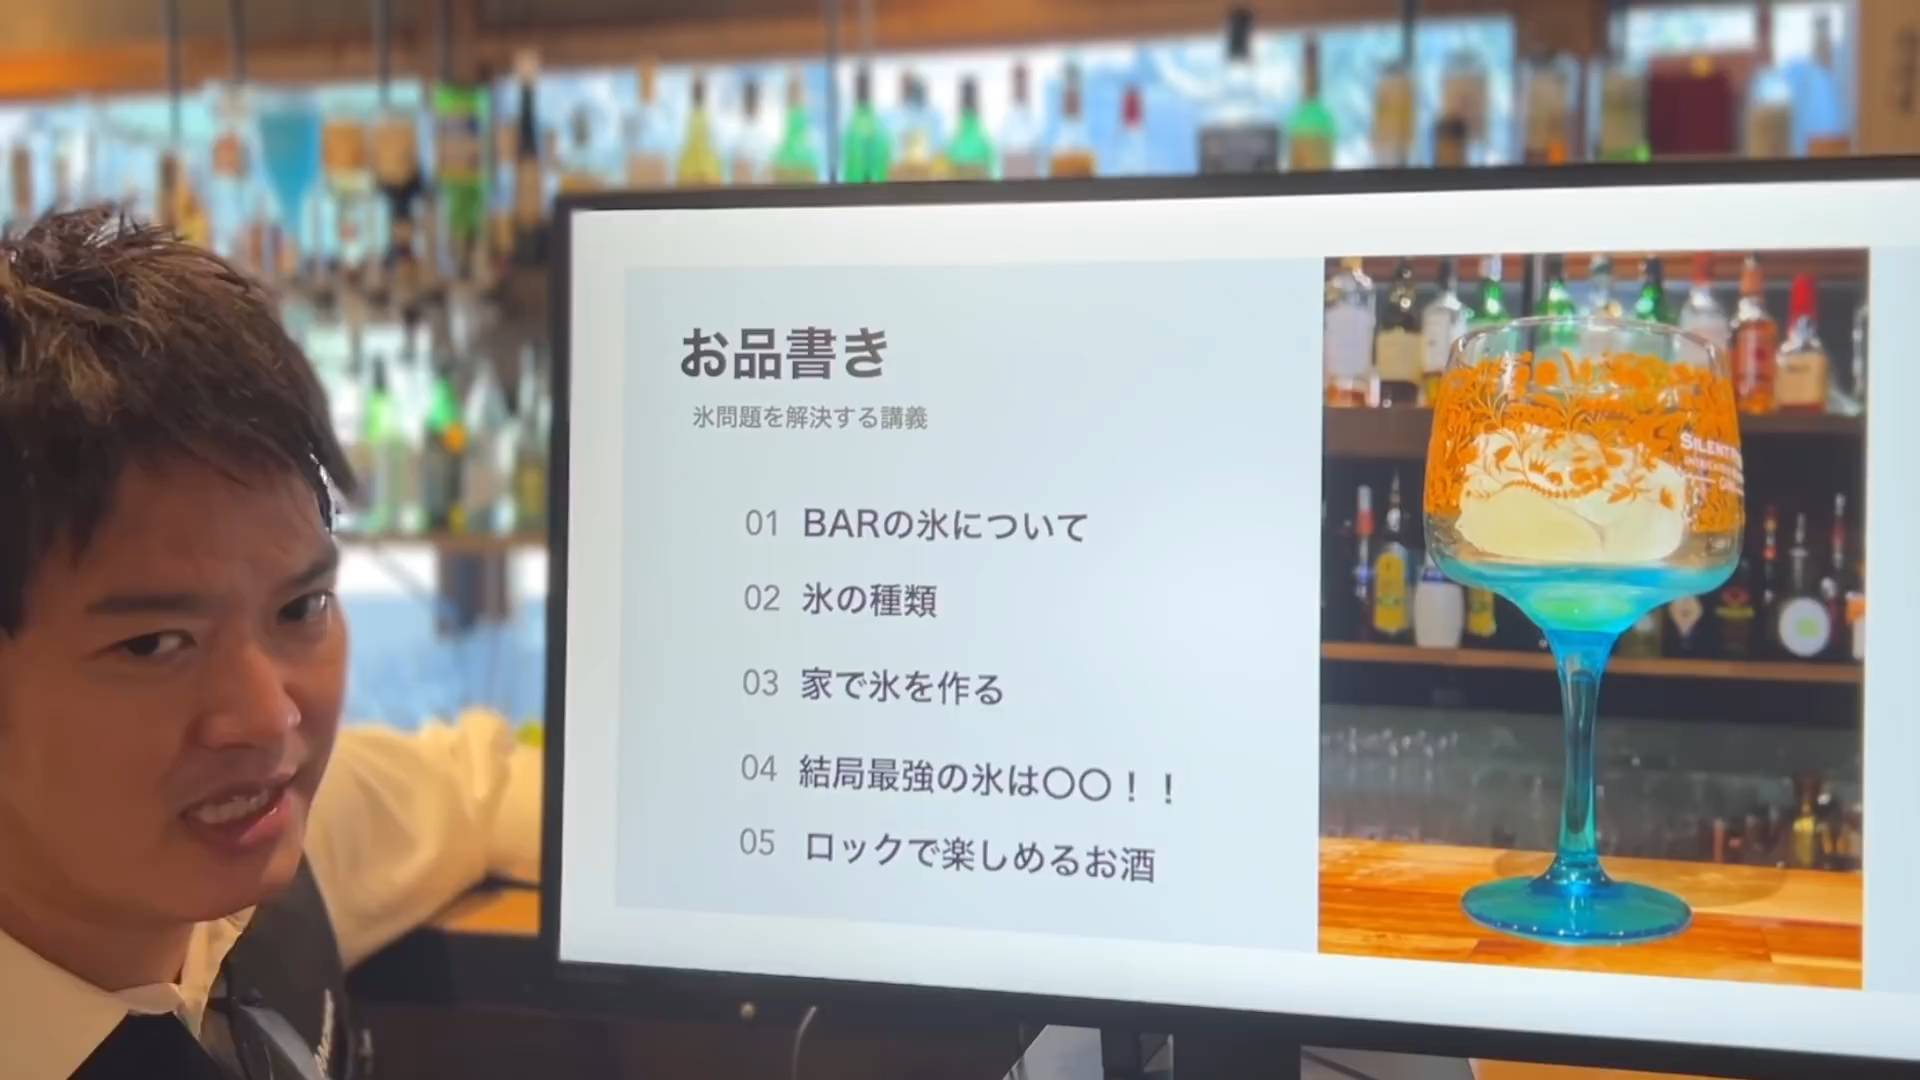 お品書き
氷問題を解決する講義
01 BARの氷について
02 氷の種類
03 家で氷を作る
04 結局最強の氷は〇〇！！
05 ロックで楽しめるお酒